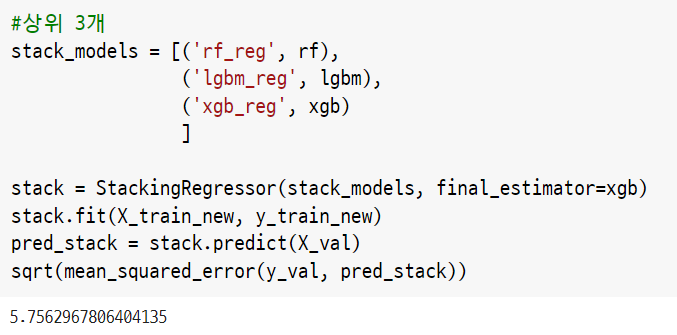 #상위 3개
stack_models = [('rf_reg', rf),
                ('lgbm_reg', lgbm),
                ('xgb_reg', xgb)
                ]
stack = StackingRegressor(stack_models, final_estimator=xgb)
stack.fit(X_train_new, y_train_new)
pred_stack = stack.predict(X_val)
sqrt(mean_squared_error(y_val, pred_stack))
5.7562967806404135